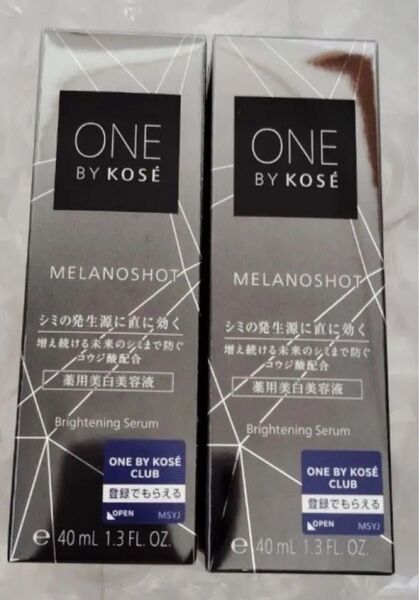 ONE
BY KOSÉ
MELANOSHOT
シミの発生源に直に効く
増え続ける未来のシミまで防ぐ
コウジ酸配合
薬用美白美容液
Brightening Serum
ONE BY KOSÉ
CLUB
登録でもらえる
OPEN MSYJ
℮ 40 mL 1.3 FL. OZ.
ONE
BY KOSÉ
MELANOSHOT
シミの発生源に直に効く
増え続ける未来のシミまで防ぐ
コウジ酸配合
薬用美白美容液
Brightening Serum
ONE BY KOSÉ
CLUB
登録でもらえる
OPEN MSYJ
℮ 40 mL 1.3 FL. OZ.